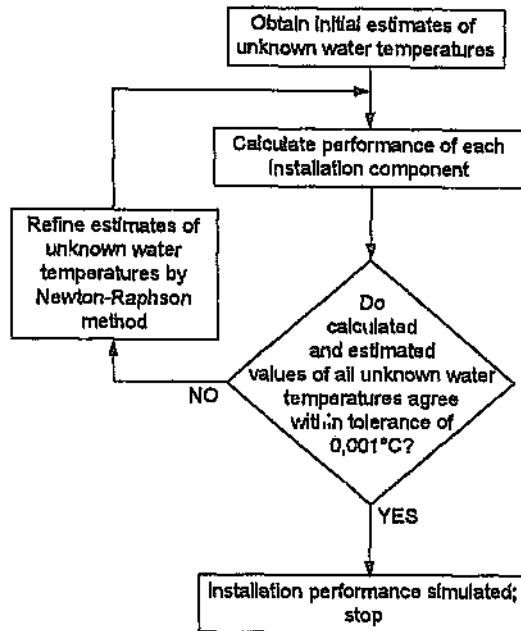 Obtain initial estimates of
unknown water temperatures
Calculate performance of each
installation component
Refine estimates of
unknown water
temperatures by
Newton-Raphson
method
Do
calculated
and estimated
values of all unknown water
temperatures agree
within tolerance of
0,001°C?
NO
YES
Installation performance simulated;
stop